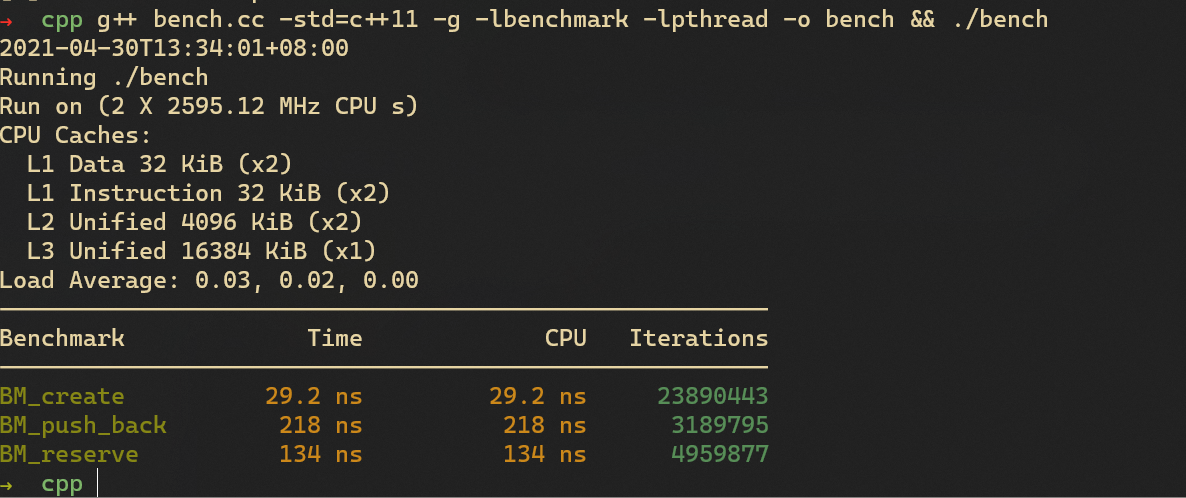 → cpp g++ bench.cc -std=c++11 -g -lbenchmark -lpthread -o bench && ./bench
2021-04-30T13:34:01+08:00
Running ./bench
Run on (2 X 2595.12 MHz CPU s)
CPU Caches:
L1 Data 32 KiB (x2)
L1 Instruction 32 KiB (x2)
L2 Unified 4096 KiB (x2)
L3 Unified 16384 KiB (x1)
Load Average: 0.03, 0.02, 0.00
Benchmark Time CPU Iterations
BM_create 29.2 ns 29.2 ns 23890443
BM_push_back 218 ns 218 ns 3189795
BM_reserve 134 ns 134 ns 4959877
→ cpp